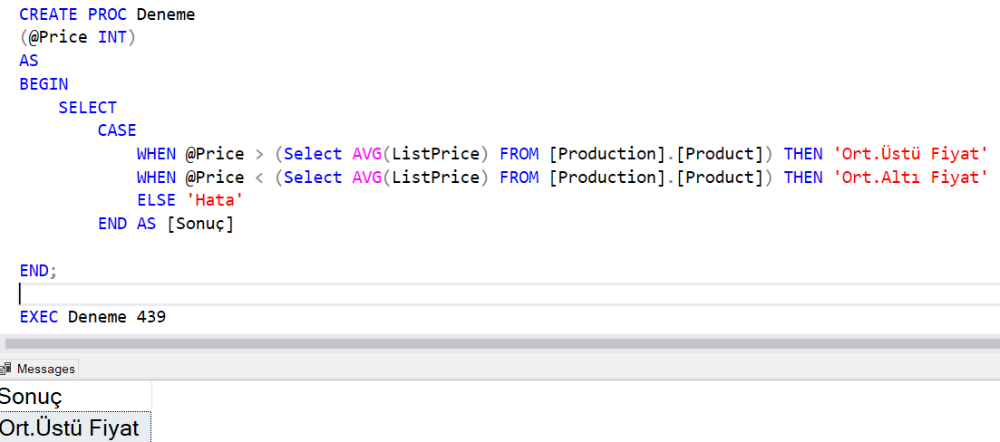 CREATE PROC Deneme
(@Price INT)
AS
BEGIN
SELECT
CASE
WHEN @Price > (Select AVG(ListPrice) FROM [Production].[Product]) THEN 'Ort.Üstü Fiyat'
WHEN @Price < (Select AVG(ListPrice) FROM [Production].[Product]) THEN 'Ort.Altı Fiyat'
ELSE 'Hata'
END AS [Sonuç]
END;
EXEC Deneme 439
Messages
Sonuç
Ort.Üstü Fiyat